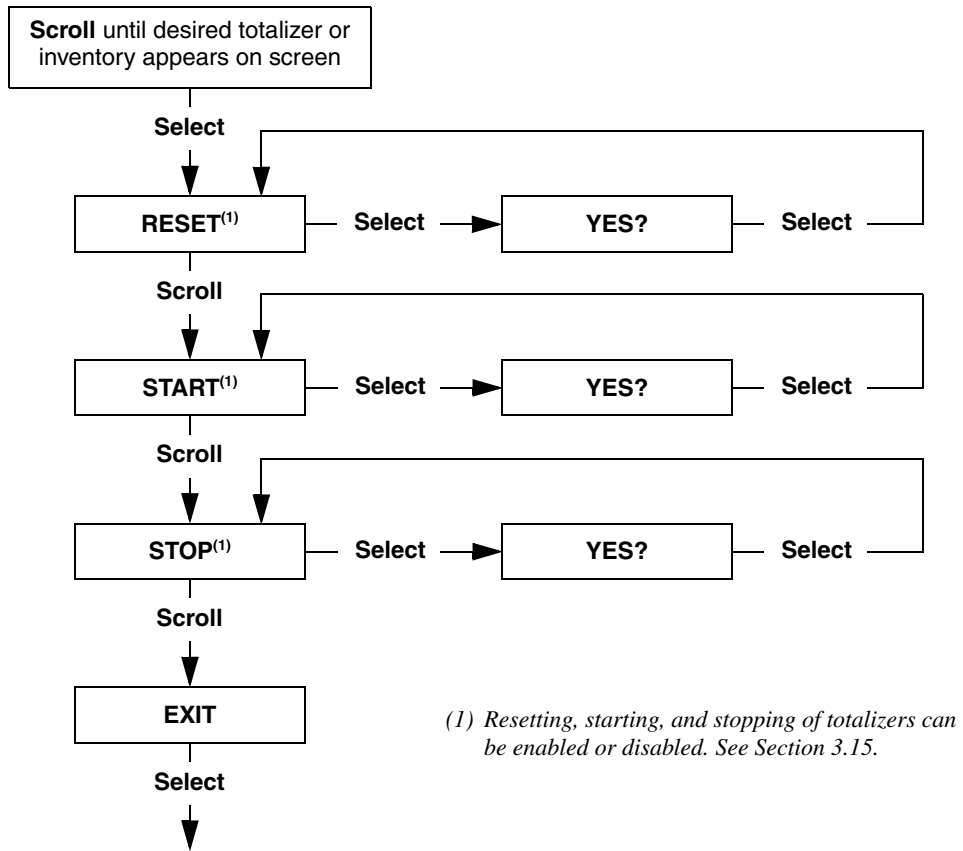 Scroll until desired totalizer or
inventory appears on screen
Select
RESET(1)
Select
YES?
Select
Scroll
START(1)
Select
YES?
Select
Scroll
STOP(1)
Select
YES?
Select
Scroll
EXIT
(1) Resetting, starting, and stopping of totalizers can
be enabled or disabled. See Section 3.15.
Select